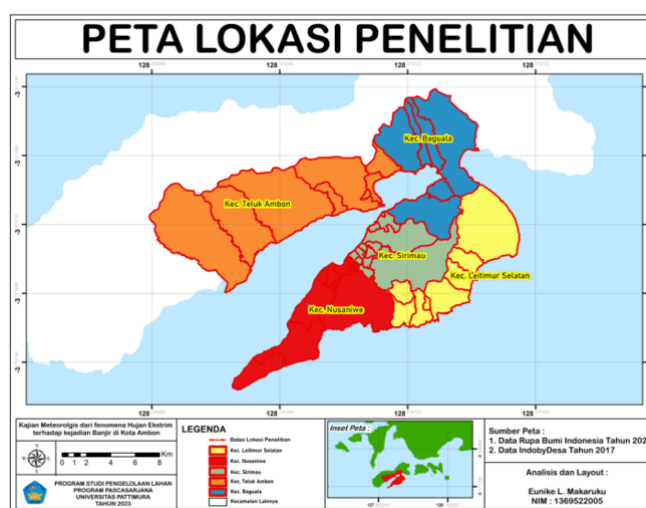 PETA LOKASI PENELITIAN
128
128
128
128
Kec. Baguala
Kec. Teluk Ambon
Kec. Sirimau
Kec. Leitimur Selatan
Kec. Nusaniwe
128
128
128
128
Kajian Meteorolgis dari fenomena Hujan Ekstrim
terhadap kejadian Banjir di Kota Ambon
0 2 4 8
Km
PROGRAM STUDI PENGELOLAAN LAHAN
PROGRAM PASCASARJANA
UNIVERSITAS PATTIMURA
TAHUN 2023
LEGENDA
Batas Lokasi Penelitian
Kec. Leitimur Selatan
Kec. Nusaniwe
Kec. Sirimau
Kec. Teluk Ambon
Kec. Baguala
Kecamatan Lainnya
Inset Peta :
Sumber Peta :
1. Data Rupa Bumi Indonesia Tahun 202
2. Data IndobyDesa Tahun 2017
Analisis dan Layout :
Eunike L. Makaruku
NIM : 1369522005